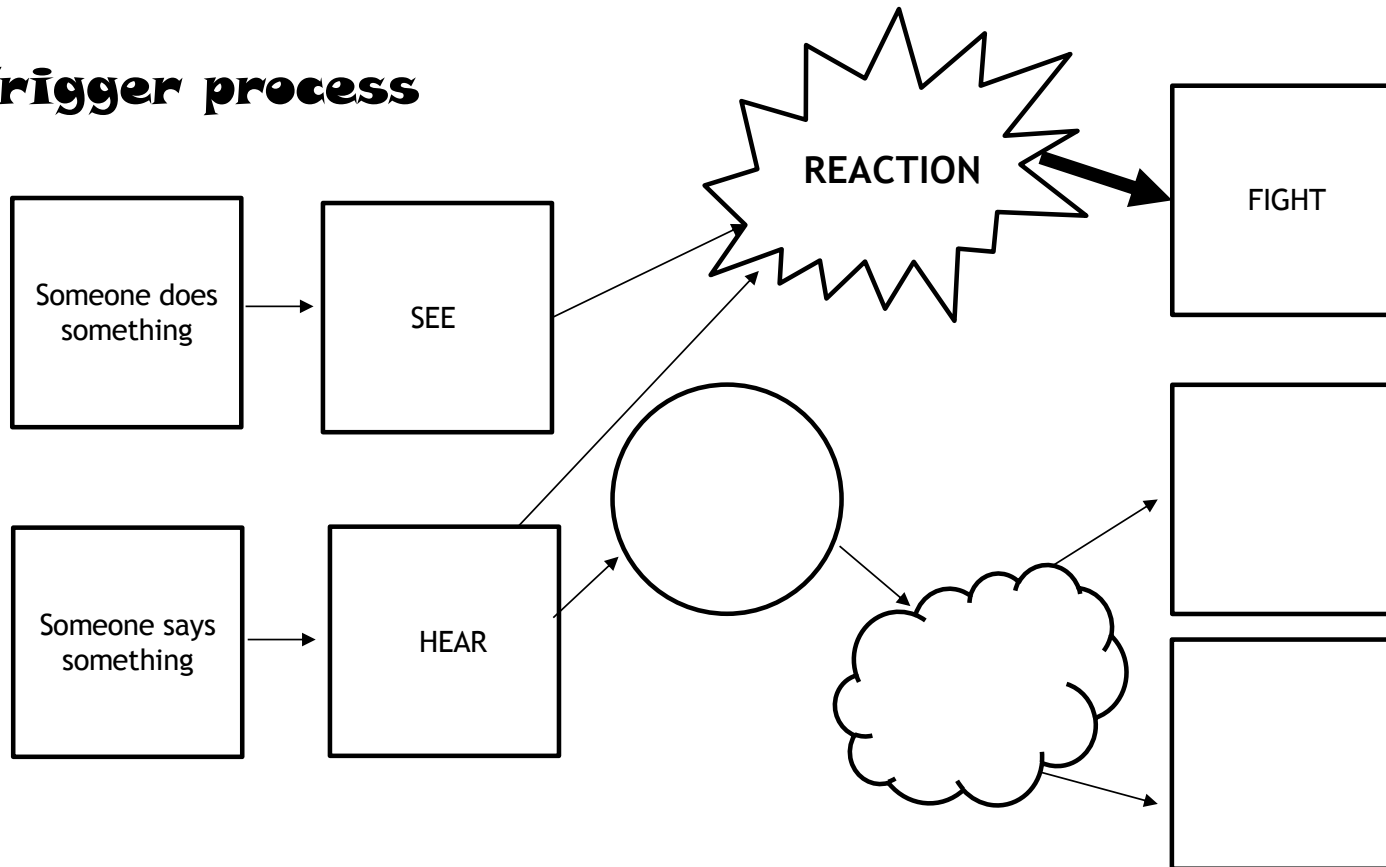 rigger process
REACTION
FIGHT
Someone does
something
SEE
Someone says
something
HEAR